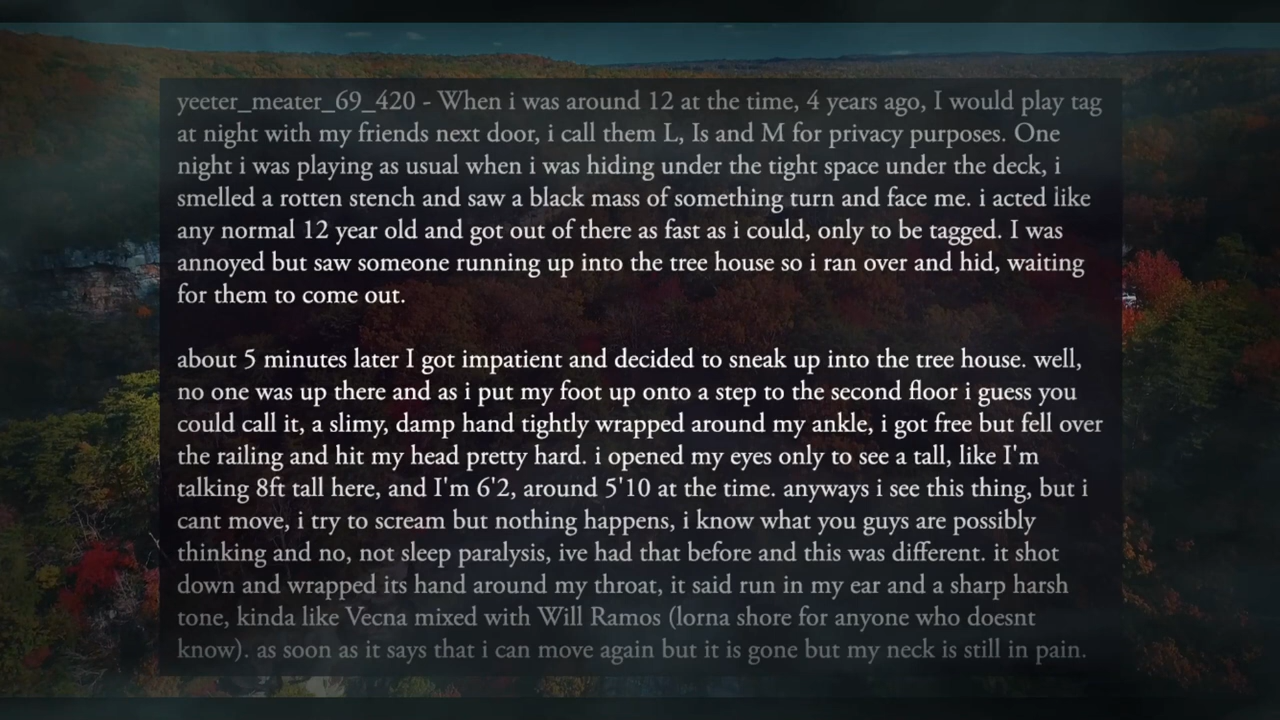 yeeter_meater_69_420 - When i was around 12 at the time, 4 years ago, I would play tag
at night with my friends next door, i call them L, Is and M for privacy purposes. One
night i was playing as usual when i was hiding under the tight space under the deck, i
smelled a rotten stench and saw a black mass of something turn and face me. i acted like
any normal 12 year old and got out of there as fast as i could, only to be tagged. I was
annoyed but saw someone running up into the tree house so i ran over and hid, waiting
for them to come out.
about 5 minutes later I got impatient and decided to sneak up into the tree house. well,
no one was up there and as i put my foot up onto a step to the second floor i guess you
could call it, a slimy, damp hand tightly wrapped around my ankle, i got free but fell over
the railing and hit my head pretty hard. i opened my eyes only to see a tall, like I'm
talking 8ft tall here, and I'm 6'2, around 5'10 at the time. anyways i see this thing, but i
cant move, i try to scream but nothing happens, i know what you guys are possibly
thinking and no, not sleep paralysis, ive had that before and this was different. it shot
down and wrapped its hand around my throat, it said run in my ear and a sharp harsh
tone, kinda like Vecna mixed with Will Ramos (lorna shore for anyone who doesnt
know). as soon as it says that i can move again but it is gone but my neck is still in pain.